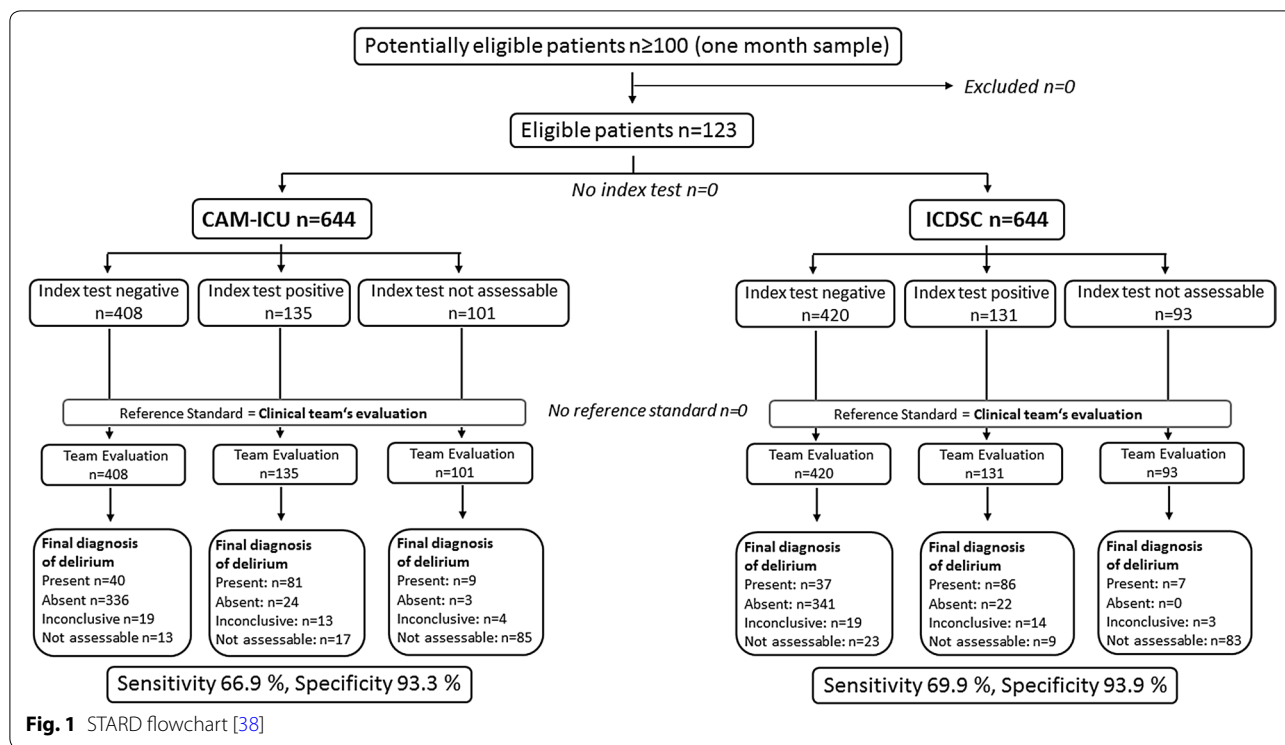 Potentially eligible patients n≥100 (one month sample)
Excluded n=0
Eligible patients n=123
No index test n=0
CAM-ICU n=644
ICDSC n=644
Index test negative
n=408
Index test positive
n=135
Index test not assessable
n=101
Index test negative
n=420
Index test positive
n=131
Index test not assessable
n=93
Reference Standard = Clinical team‘s evaluation
No reference standard n=0
Reference Standard = Clinical team‘s evaluation
Team Evaluation
n=408
Team Evaluation
n=135
Team Evaluation
n=101
Team Evaluation
n=420
Team Evaluation
n=131
Team Evaluation
n=93
Final diagnosis
of delirium
Present n=40
Absent n=336
Inconclusive n=19
Not assessable n=13
Final diagnosis
of delirium
Present: n=81
Absent: n=24
Inconclusive: n=13
Not assessable: n=17
Final diagnosis
of delirium
Present: n=9
Absent: n=3
Inconclusive: n=4
Not assessable: n=85
Final diagnosis
of delirium
Present: n=37
Absent: n=341
Inconclusive: n=19
Not assessable: n=23
Final diagnosis
of delirium
Present: n=86
Absent: n=22
Inconclusive: n=14
Not assessable: n=9
Final diagnosis
of delirium
Present: n=7
Absent: n=0
Inconclusive: n=3
Not assessable: n=83
Sensitivity 66.9 %, Specificity 93.3 %
Sensitivity 69.9 %, Specificity 93.9 %
Fig. 1 STARD flowchart [38]